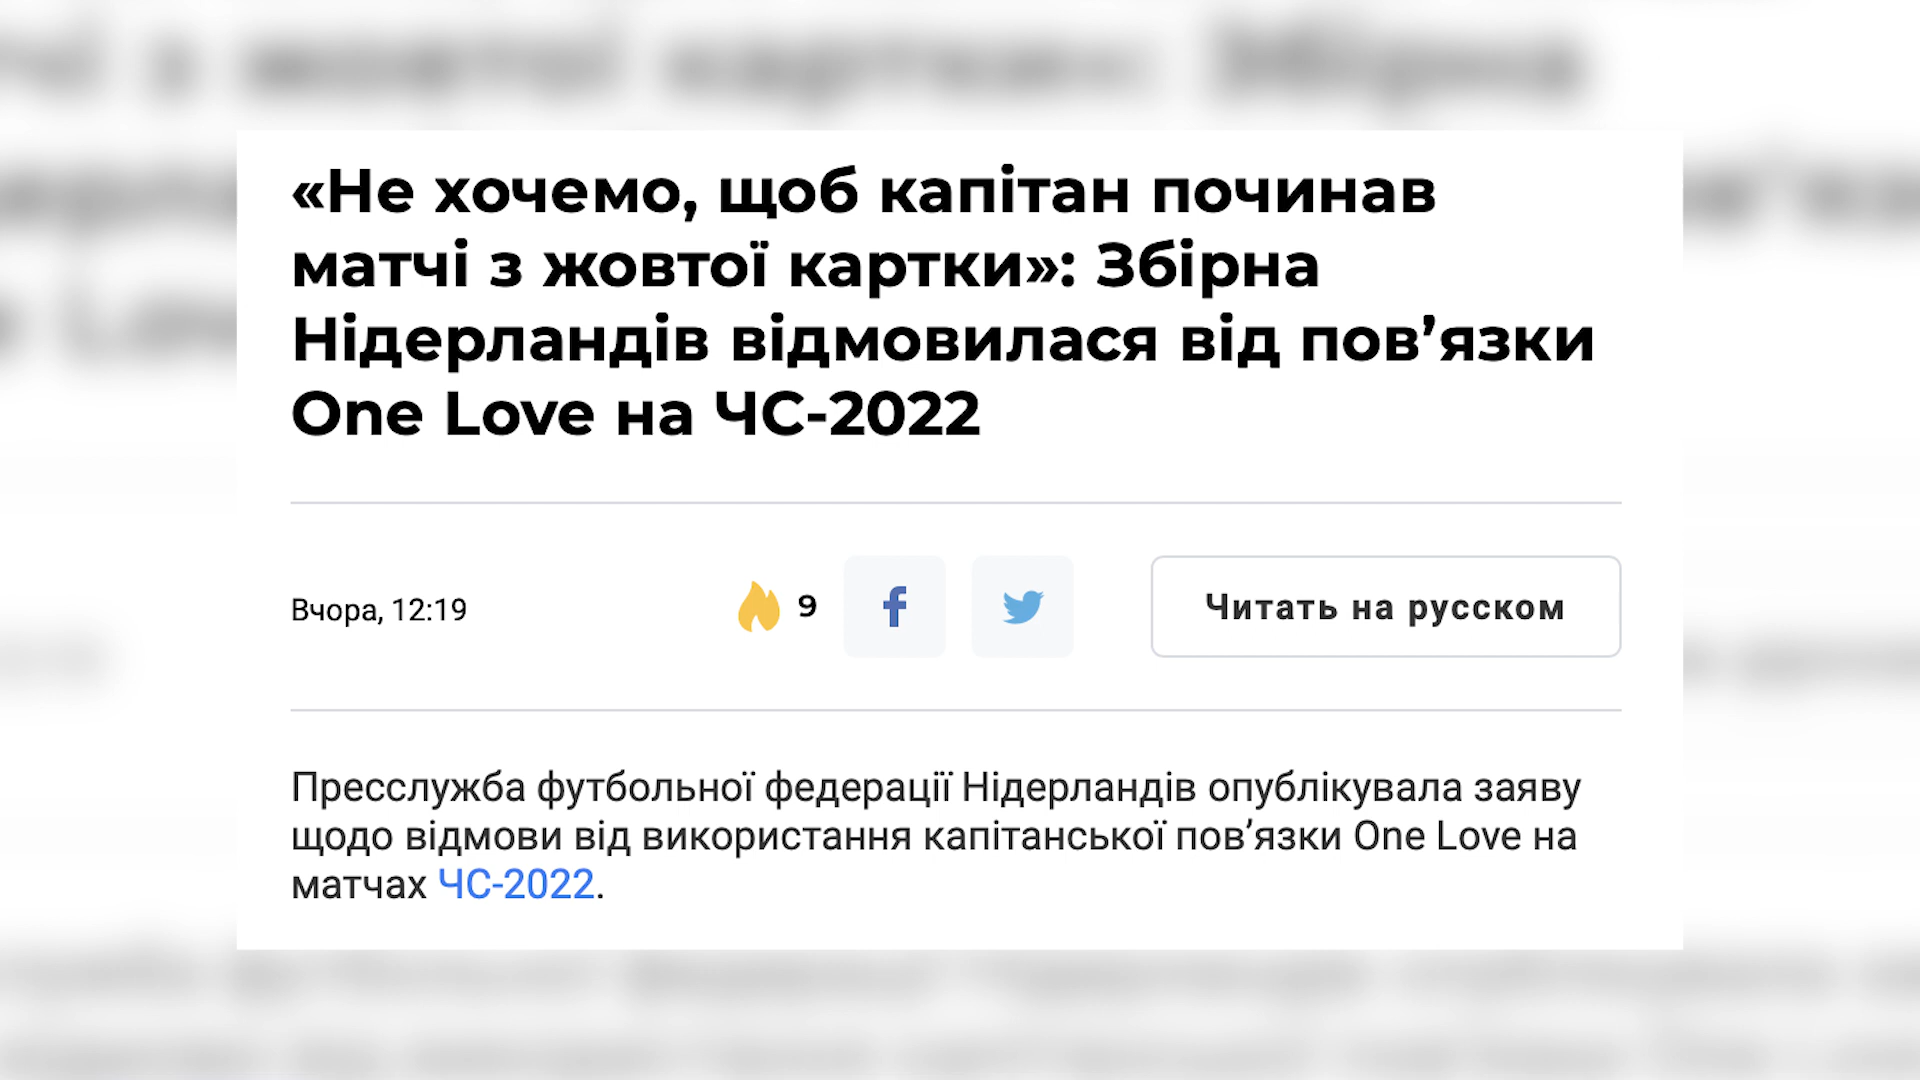 «Не хочемо, щоб капітан починав
матчі з жовтої картки»: Збірна
Нідерландів відмовилася від пов’язки
One Love на ЧС-2022
Вчора, 12:19
9
Читать на русском
Пресслужба футбольної федерації Нідерландів опублікувала заяву
щодо відмови від використання капітанської пов’язки One Love на
матчах ЧС-2022.